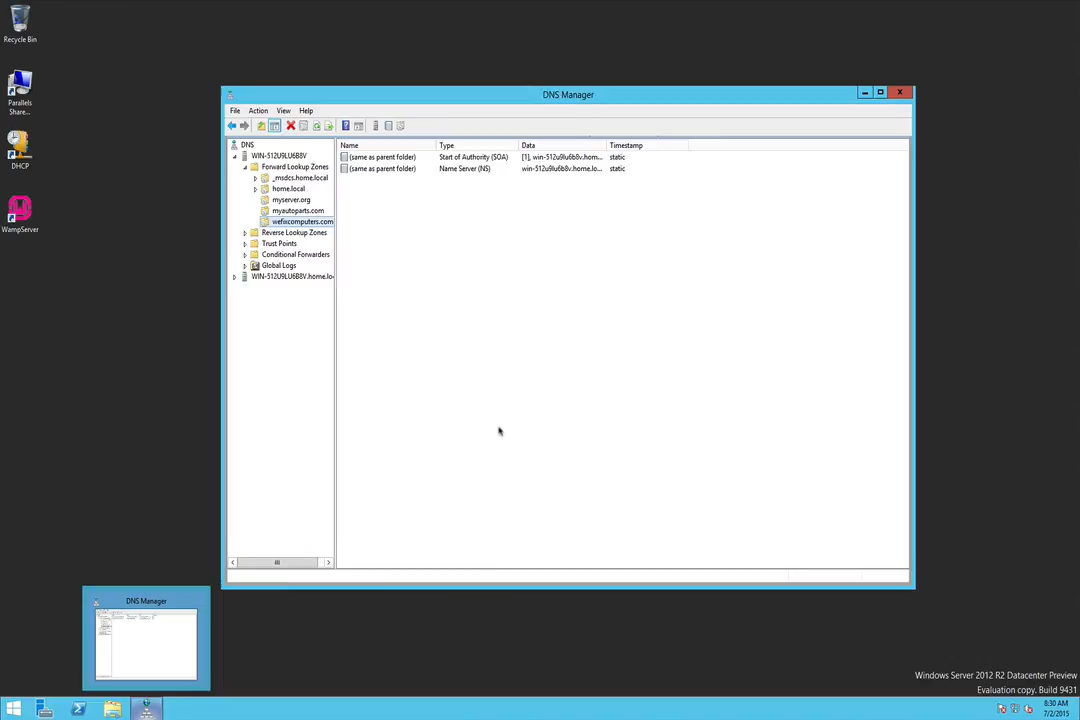 Recycle Bin
Parallels
Share...
DHCP
WampServer
DNS Manager
File Action View Help
DNS
WIN-512U9LU6B8V
Forward Lookup Zones
_msdcs.home.local
home.local
myserver.org
myautoparts.com
wefixcomputers.com
Reverse Lookup Zones
Trust Points
Conditional Forwarders
Global Logs
WIN-512U9LU6B8V.home.lo
Name Type Data Timestamp
(same as parent folder) Start of Authority (SOA) [1], win-512u9lu6b8v.hom... static
(same as parent folder) Name Server (NS) win-512u9lu6b8v.home.lo... static
DNS Manager
Windows Server 2012 R2 Datacenter Preview
Evaluation copy. Build 9431
8:30 AM
7/2/2015